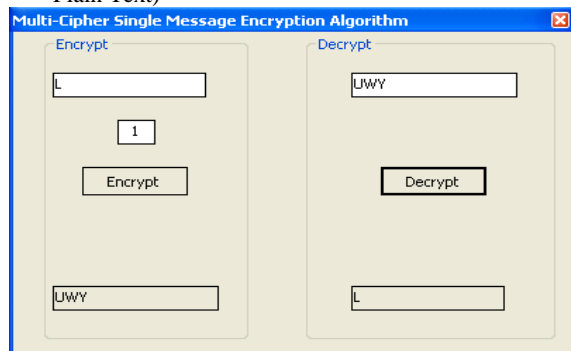 Plain Text)
Multi-Cipher Single Message Encryption Algorithm
Encrypt
L
1
Encrypt
UWY
Decrypt
UWY
Decrypt
L